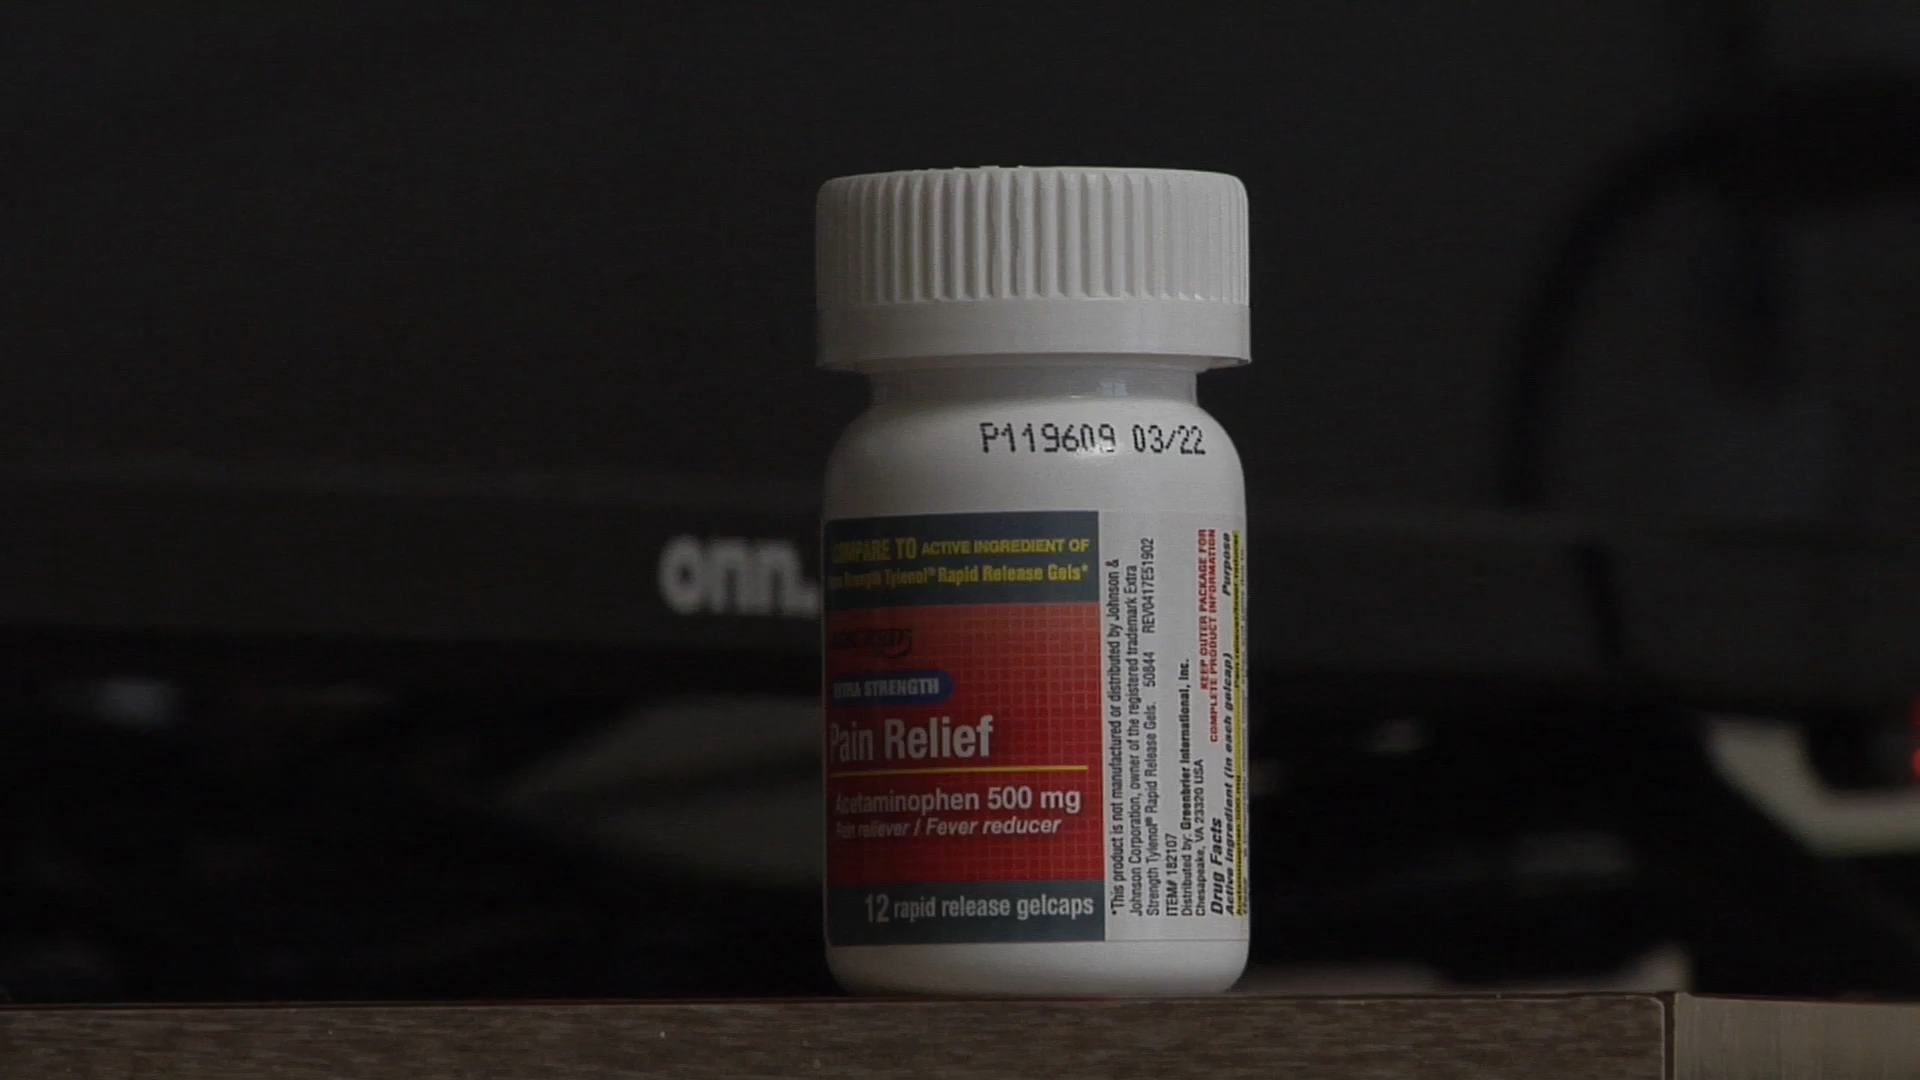 P119609 03/22
onn.
COMPARE TO ACTIVE INGREDIENT OF
Strength Tylenol® Rapid Release Gels*
EXTRA STRENGTH
Pain Relief
Acetaminophen 500 mg
Pain reliever / Fever reducer
12 rapid release gelcaps
*This product is not manufactured or distributed by Johnson &
Johnson Corporation, owner of the registered trademark Extra
Strength Tylenol® Rapid Release Gels. 50844 REV0417E51902
ITEM# 182107
Distributed by: Greenbrier International, Inc.
Chesapeake, VA 23320 USA
KEEP OUTER PACKAGE FOR
COMPLETE PRODUCT INFORMATION
Drug Facts
Active ingredient (in each gelcap) Purpose